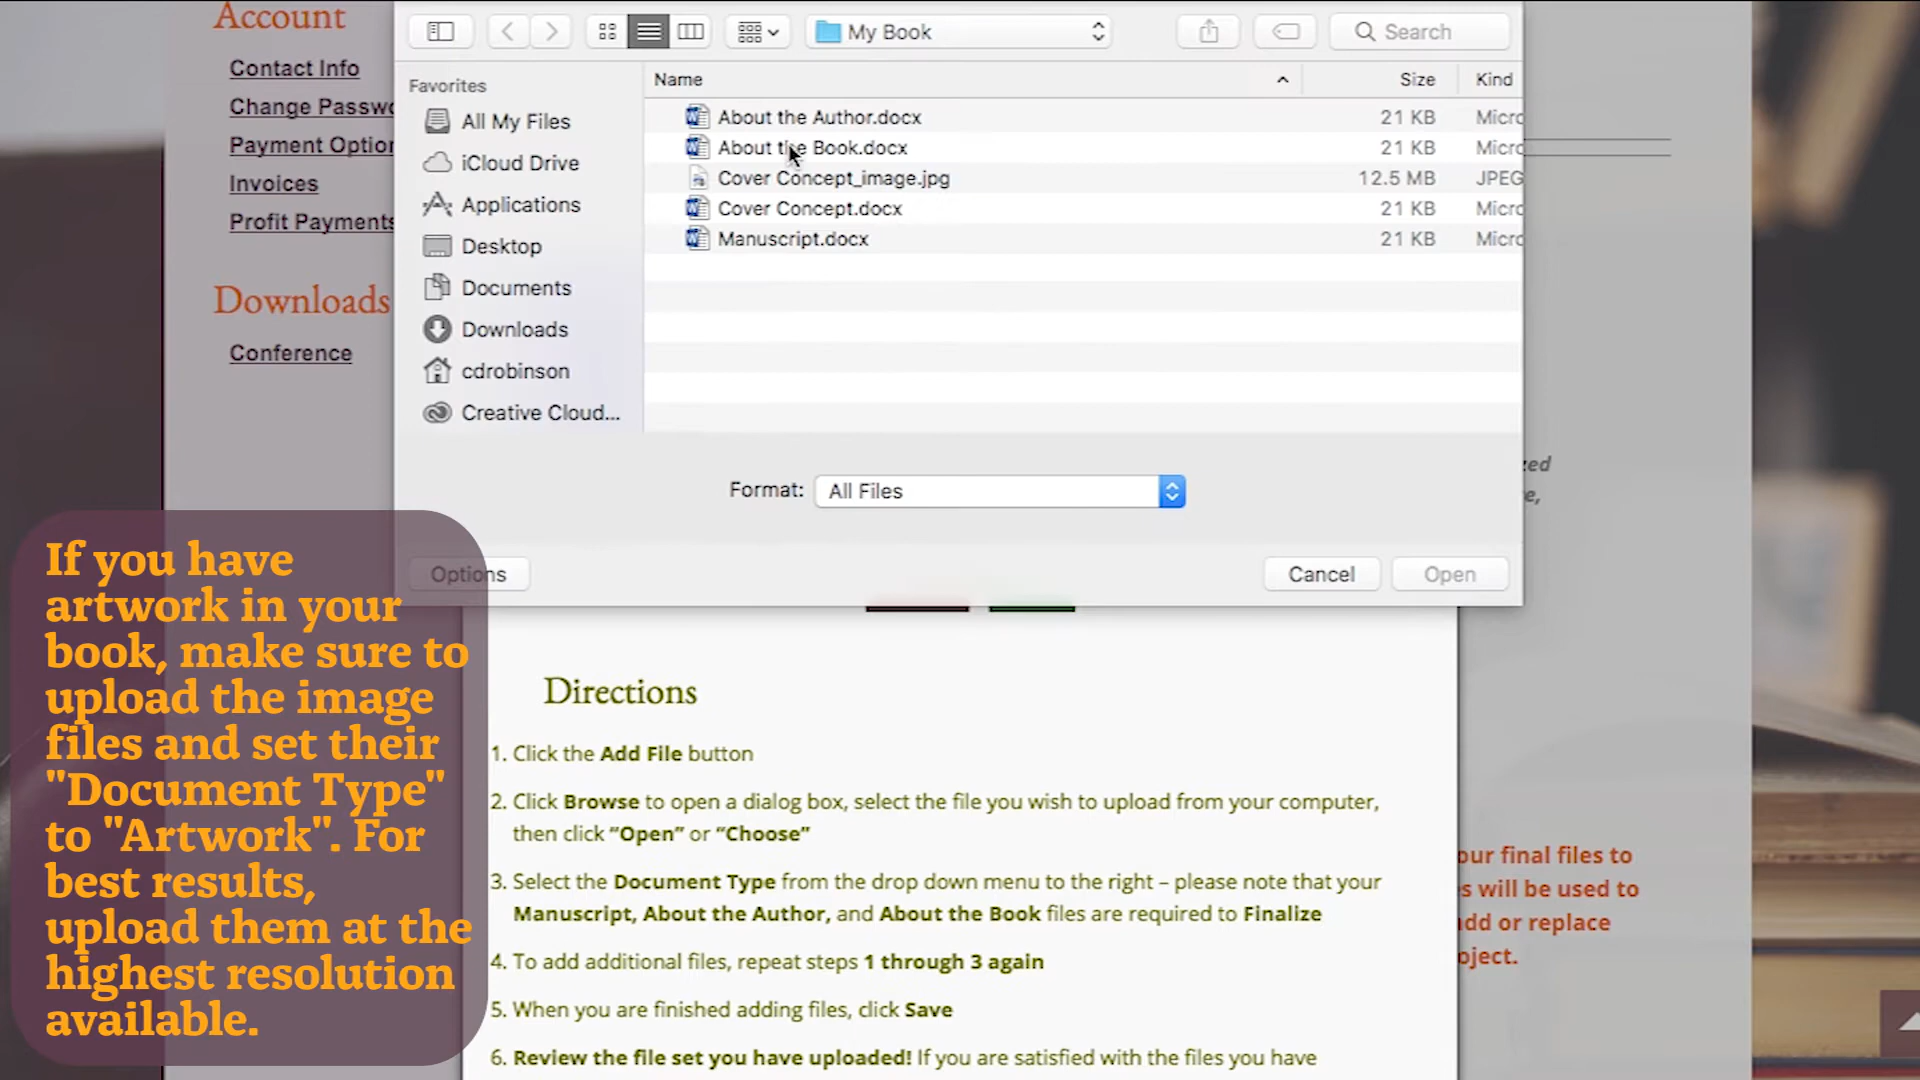 Account
Contact Info
Change Passwo
Payment Option
Invoices
Profit Payments
Downloads
Conference
My Book
Search
Favorites
All My Files
iCloud Drive
Applications
Desktop
Documents
Downloads
cdrobinson
Creative Cloud...
Name Size Kind
About the Author.docx 21 KB Micro
About the Book.docx 21 KB Micro
Cover Concept_image.jpg 12.5 MB JPEG
Cover Concept.docx 21 KB Micro
Manuscript.docx 21 KB Micro
Format: All Files
Options Cancel Open
If you have
artwork in your
book, make sure to
upload the image
files and set their
"Document Type"
to "Artwork". For
best results,
upload them at the
highest resolution
available.
Directions
1. Click the Add File button
2. Click Browse to open a dialog box, select the file you wish to upload from your computer,
then click “Open” or “Choose”
3. Select the Document Type from the drop down menu to the right – please note that your
Manuscript, About the Author, and About the Book files are required to Finalize
4. To add additional files, repeat steps 1 through 3 again
5. When you are finished adding files, click Save
6. Review the file set you have uploaded! If you are satisfied with the files you have
zed
e,
our final files to
s will be used to
dd or replace
oject.